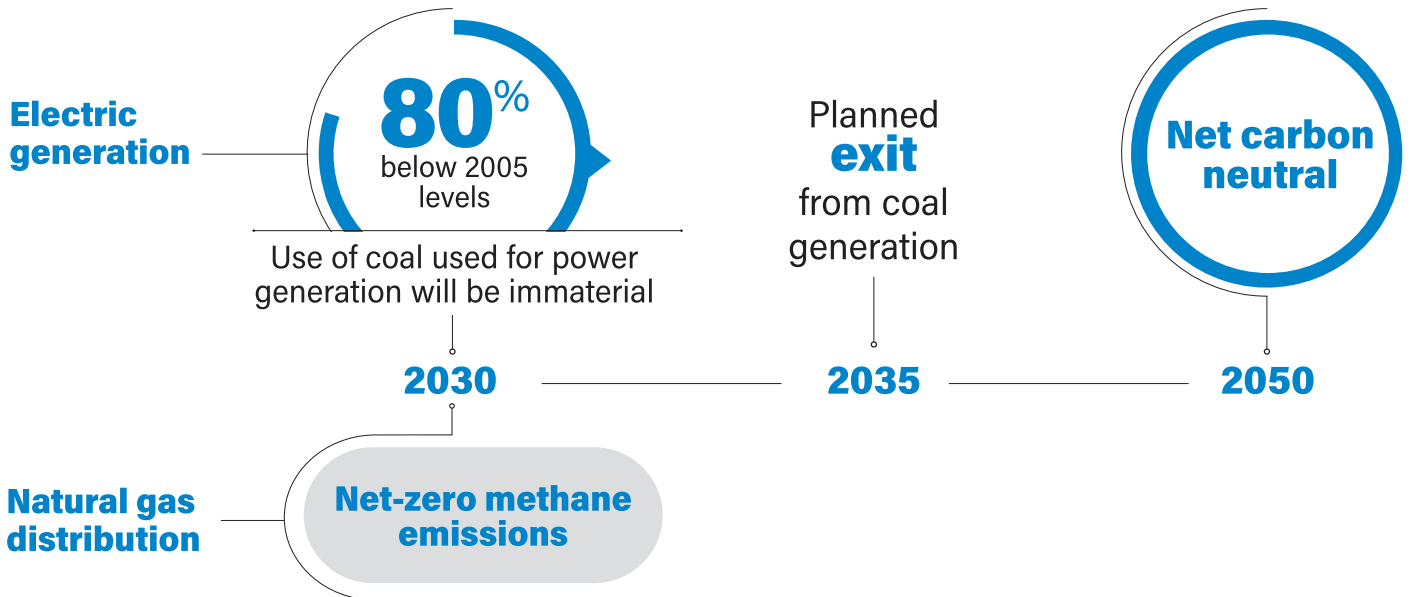 Electric
generation
80%
below 2005
levels
Use of coal used for power
generation will be immaterial
Planned
exit
from coal
generation
Net carbon
neutral
2030
2035
2050
Natural gas
distribution
Net-zero methane
emissions